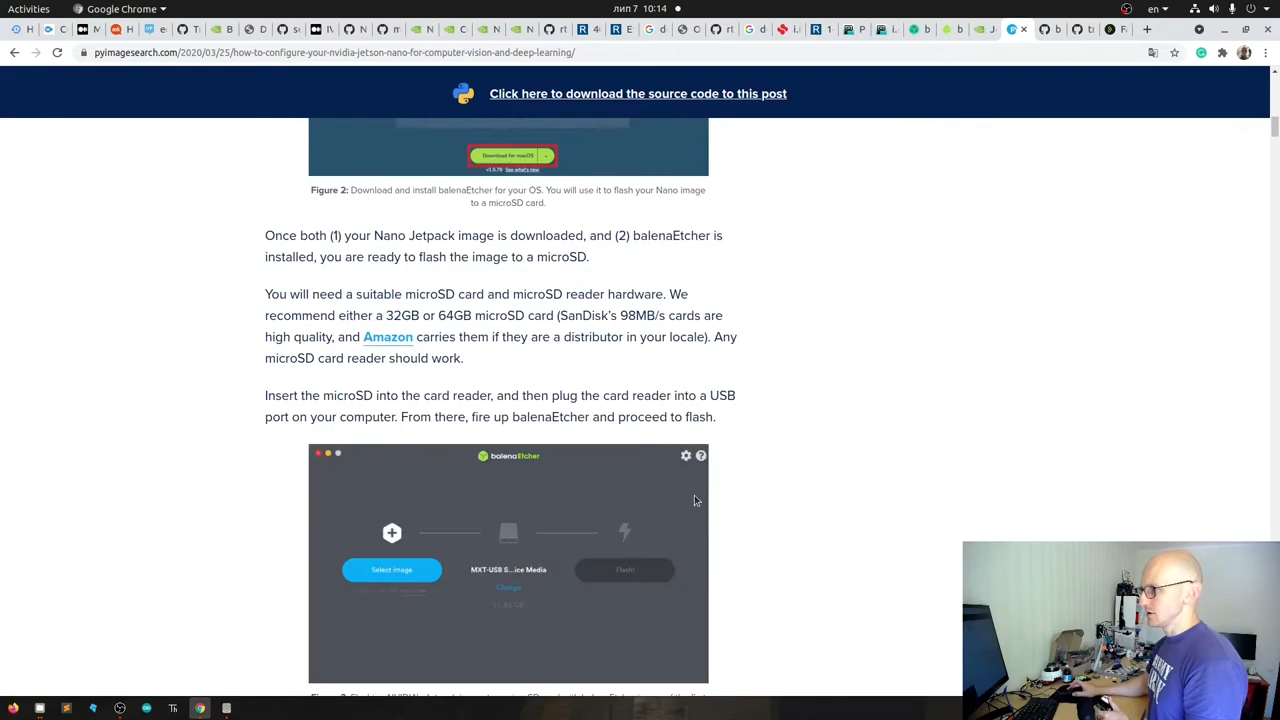 Activities
Google Chrome
лип 7 10:14
en
pyimagesearch.com/2020/03/25/how-to-configure-your-nvidia-jetson-nano-for-computer-vision-and-deep-learning/
Click here to download the source code to this post
Download for macOS
v1.5.79 See what's new
Figure 2: Download and install balenaEtcher for your OS. You will use it to flash your Nano image
to a microSD card.
Once both (1) your Nano Jetpack image is downloaded, and (2) balenaEtcher is
installed, you are ready to flash the image to a microSD.
You will need a suitable microSD card and microSD reader hardware. We
recommend either a 32GB or 64GB microSD card (SanDisk's 98MB/s cards are
high quality, and Amazon carries them if they are a distributor in your locale). Any
microSD card reader should work.
Insert the microSD into the card reader, and then plug the card reader into a USB
port on your computer. From there, fire up balenaEtcher and proceed to flash.
balenaEtcher
Select image
MXT-USB S...ice Media
Flash!
Change